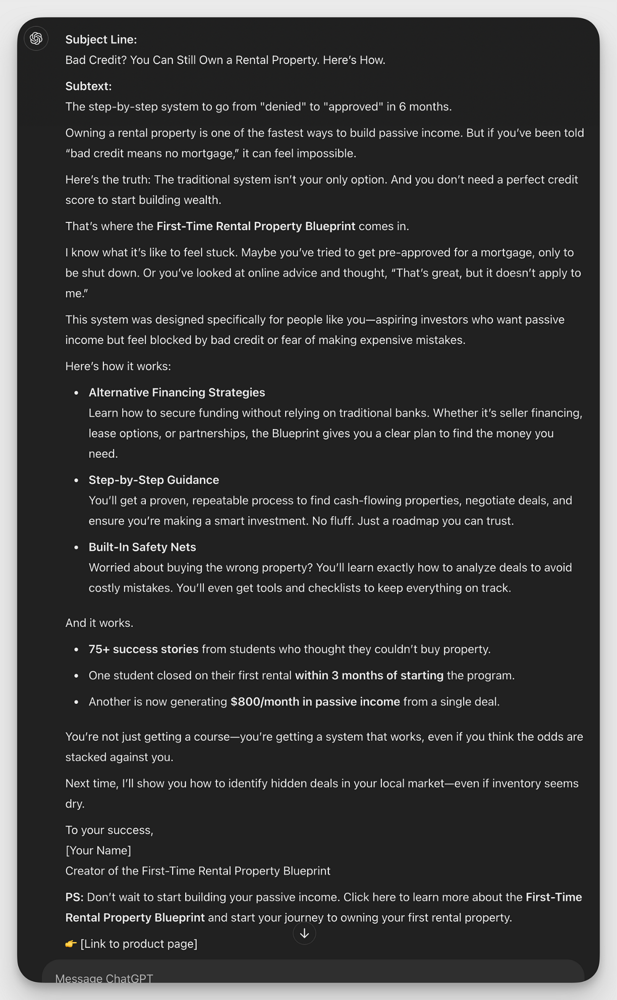 Subject Line:
Bad Credit? You Can Still Own a Rental Property. Here’s How.
Subtext:
The step-by-step system to go from "denied" to "approved" in 6 months.
Owning a rental property is one of the fastest ways to build passive income. But if you’ve been told
“bad credit means no mortgage,” it can feel impossible.
Here’s the truth: The traditional system isn’t your only option. And you don’t need a perfect credit
score to start building wealth.
That’s where the First-Time Rental Property Blueprint comes in.
I know what it’s like to feel stuck. Maybe you’ve tried to get pre-approved for a mortgage, only to
be shut down. Or you’ve looked at online advice and thought, “That’s great, but it doesn’t apply to
me.”
This system was designed specifically for people like you—aspiring investors who want passive
income but feel blocked by bad credit or fear of making expensive mistakes.
Here’s how it works:
• Alternative Financing Strategies
Learn how to secure funding without relying on traditional banks. Whether it’s seller financing,
lease options, or partnerships, the Blueprint gives you a clear plan to find the money you
need.
• Step-by-Step Guidance
You’ll get a proven, repeatable process to find cash-flowing properties, negotiate deals, and
ensure you’re making a smart investment. No fluff. Just a roadmap you can trust.
• Built-In Safety Nets
Worried about buying the wrong property? You’ll learn exactly how to analyze deals to avoid
costly mistakes. You’ll even get tools and checklists to keep everything on track.
And it works.
• 75+ success stories from students who thought they couldn’t buy property.
• One student closed on their first rental within 3 months of starting the program.
• Another is now generating $800/month in passive income from a single deal.
You’re not just getting a course—you’re getting a system that works, even if you think the odds are
stacked against you.
Next time, I’ll show you how to identify hidden deals in your local market—even if inventory seems
dry.
To your success,
[Your Name]
Creator of the First-Time Rental Property Blueprint
PS: Don’t wait to start building your passive income. Click here to learn more about the First-Time
Rental Property Blueprint and start your journey to owning your first rental property.
👉 [Link to product page]
Message ChatGPT